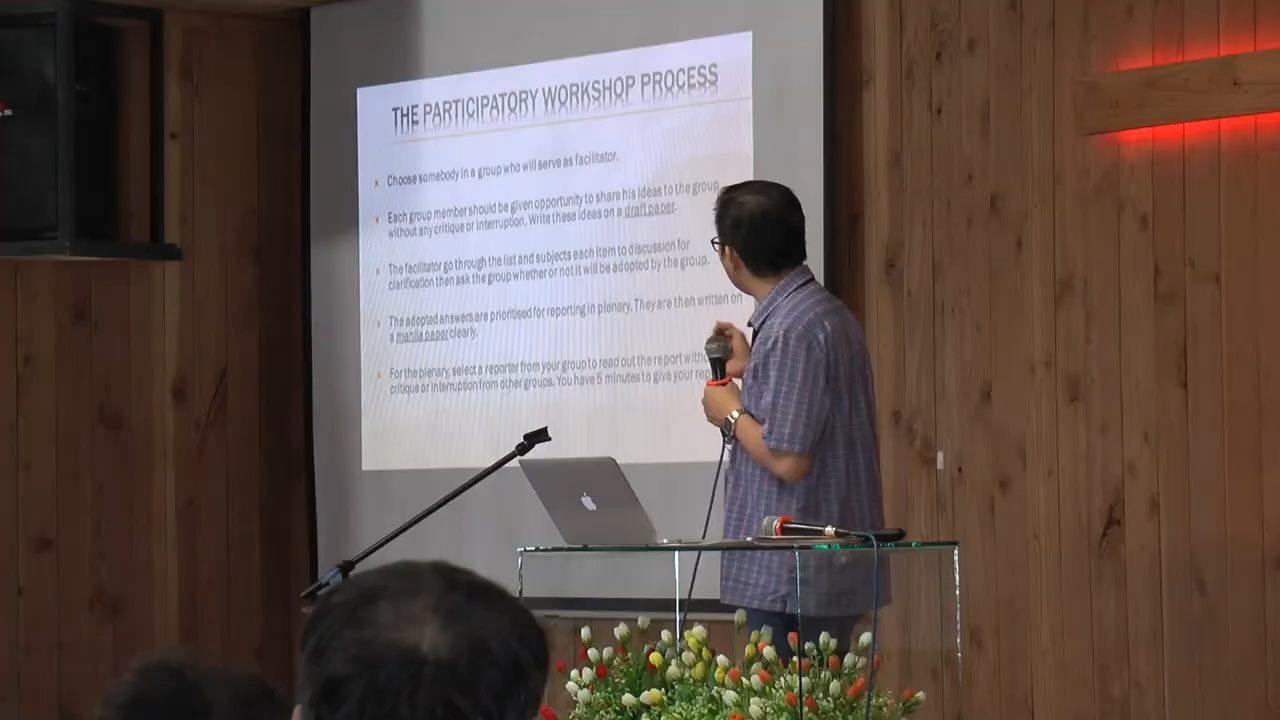 THE PARTICIPATORY WORKSHOP PROCESS
Choose somebody in a group who will serve as facilitator.
Each group member should be given opportunity to share his ideas to the group
without any critique or interruption. Write these ideas on a draft paper.
The facilitator go through the list and subjects each item to discussion for
clarification then ask the group whether or not it will be adopted by the group.
The adopted answers are prioritised for reporting in plenary. They are then written on
a manila paper clearly.
For the plenary, select a reporter from your group to read out the report
critique or interruption from other groups. You have 5 minutes to give your